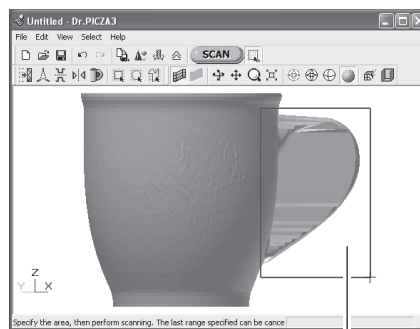 Untitled - Dr.PICZA3
File Edit View Select Help
SCAN
Z
Y X
Specify the area, then perform scanning. The last range specified can be cance